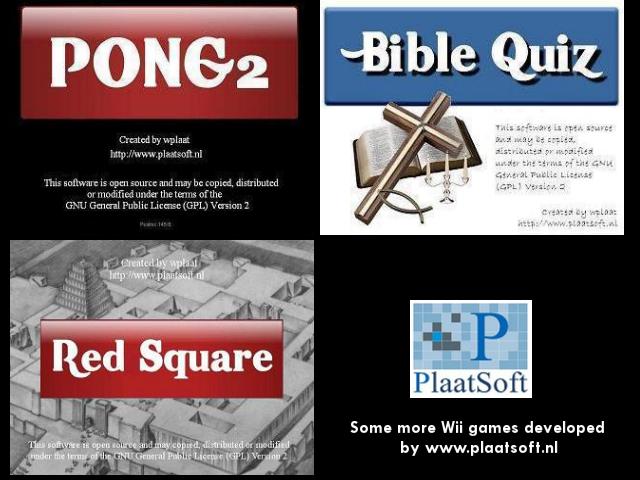 PONG2
Created by wplaat
http://www.plaatsoft.nl
This software is open source and may be copied, distributed
or modified under the terms of the
GNU General Public License (GPL) Version 2
Bible Quiz
This software is open source
and may be copied,
distributed or modified
under the terms of the GNU
General Public License
(GPL) Version 2
Created by wplaat
http://www.plaatsoft.nl
Created by wplaat
http://www.plaatsoft.nl
Red Square
This software is open source and may copied, distributed or modified
under the terms of the GNU General Public License (GPL) Version 2
P
PlaatSoft
Some more Wii games developed
by www.plaatsoft.nl